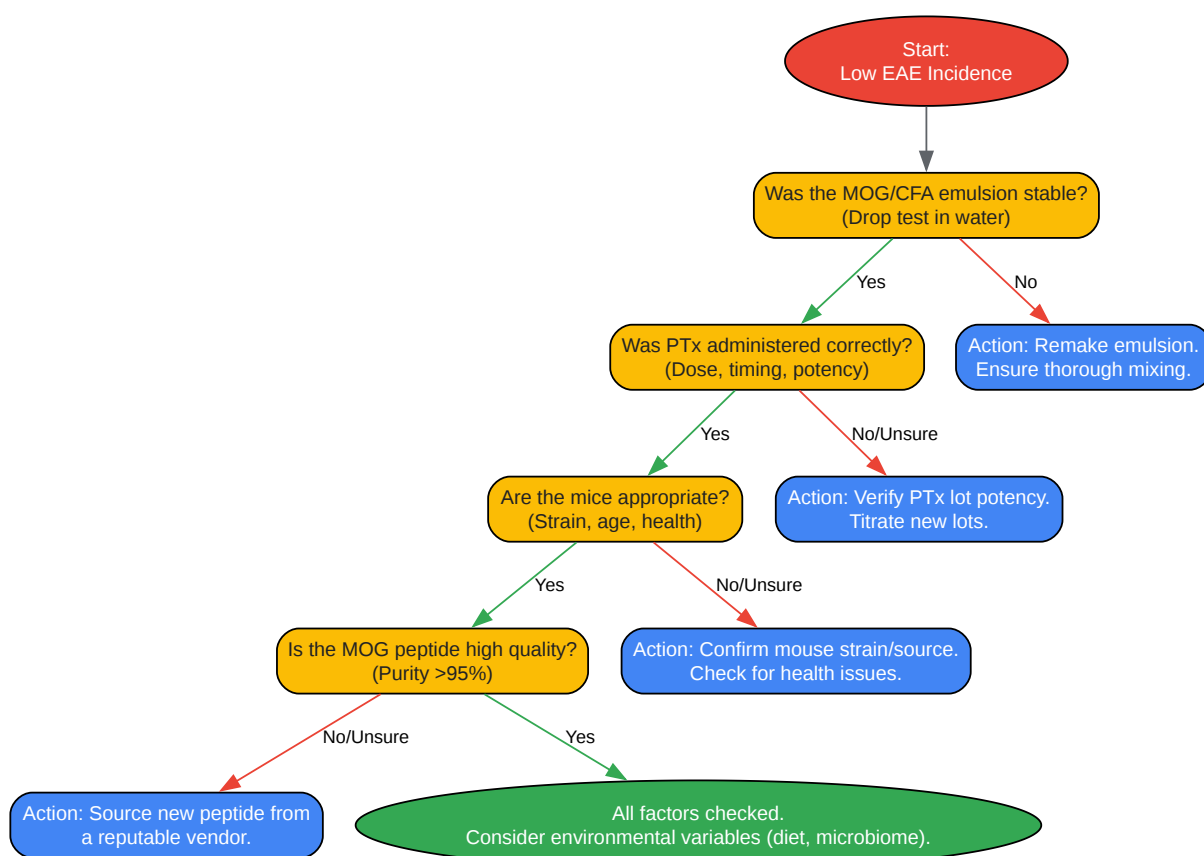 Start:
Low EAE Incidence
Was the MOG/CFA emulsion stable?
(Drop test in water)
Yes
No
Was PTx administered correctly?
(Dose, timing, potency)
Action: Remake emulsion.
Ensure thorough mixing.
Yes
No/Unsure
Are the mice appropriate?
(Strain, age, health)
Action: Verify PTx lot potency.
Titrate new lots.
Yes
No/Unsure
Is the MOG peptide high quality?
(Purity >95%)
Action: Confirm mouse strain/source.
Check for health issues.
No/Unsure
Yes
Action: Source new peptide from
a reputable vendor.
All factors checked.
Consider environmental variables (diet, microbiome).